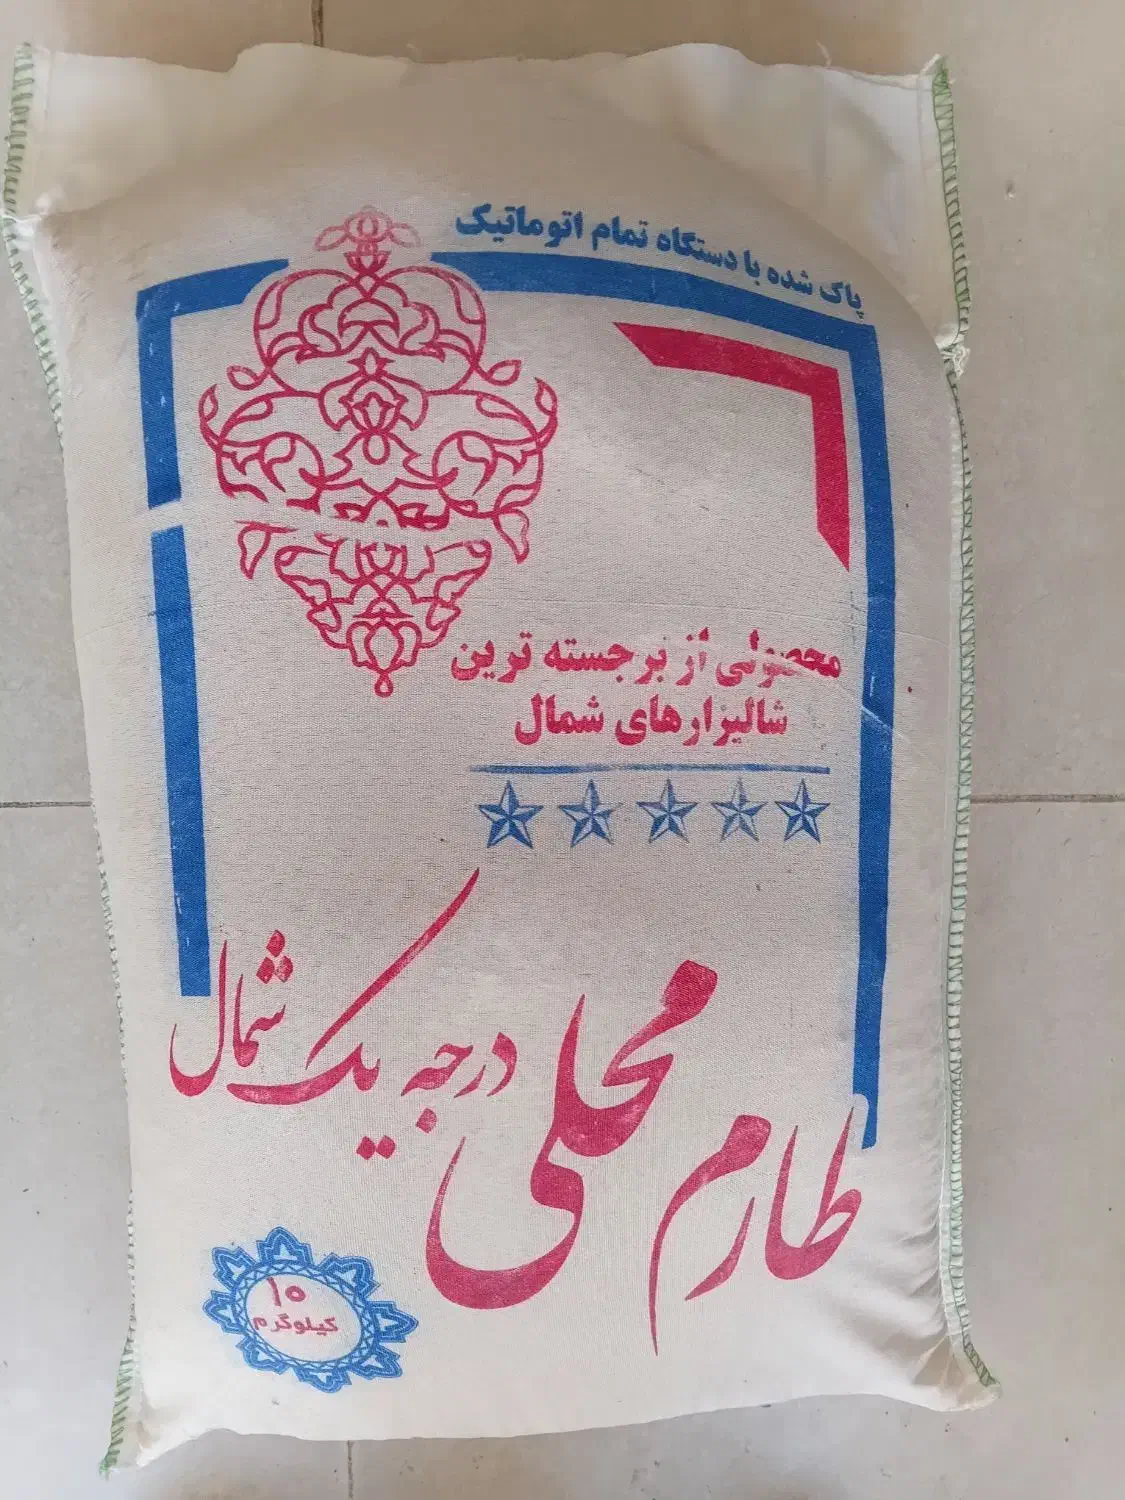 پاک شده با دستگاه تمام اتوماتیک
محصولی از برجسته ترین
شالیزارهای شمال
طارم محلی درجه یک شمال
۱۰
کیلوگرم